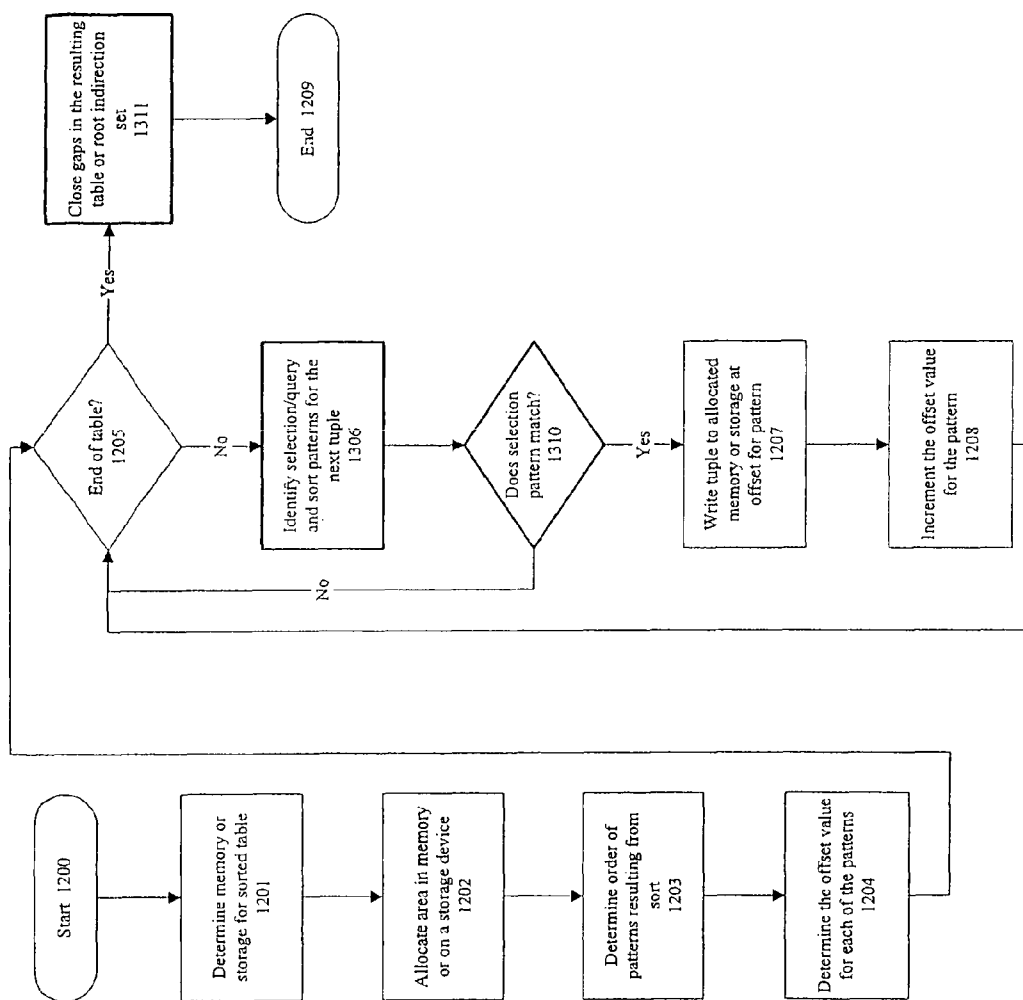 Start 1200
Determine memory or
storage for sorted table
1201
Allocate area in memory
or on a storage device
1202
Determine order of
patterns resulting from
sort
1203
Determine the offset value
for each of the patterns
1204
End of table?
1205
Yes
No
Close gaps in the resulting
table or root indirection
set
1311
End 1209
Identify selection/query
and sort patterns for the
next tuple
1306
Does selection
pattern match?
1310
No
Yes
Write tuple to allocated
memory or storage at
offset for pattern
1207
Increment the offset value
for the pattern
1208